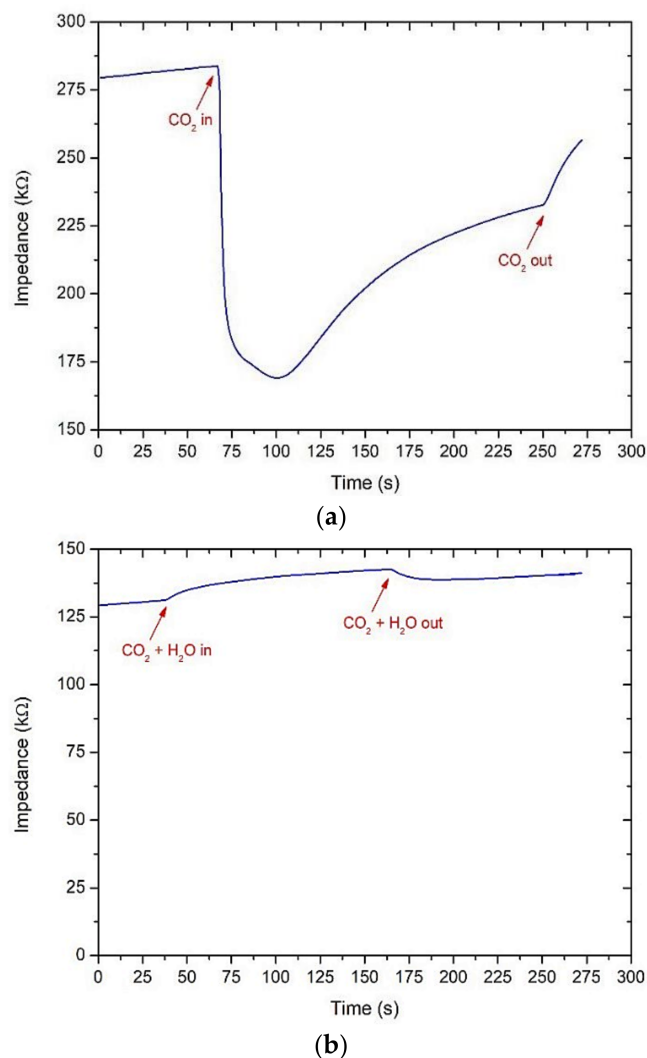 300
275
250
225
200
175
150
Impedance (kΩ)
CO₂ in
CO₂ out
0 25 50 75 100 125 150 175 200 225 250 275 300
Time (s)
(a)
150
125
100
75
50
25
0
Impedance (kΩ)
CO₂ + H₂O in
CO₂ + H₂O out
0 25 50 75 100 125 150 175 200 225 250 275 300
Time (s)
(b)